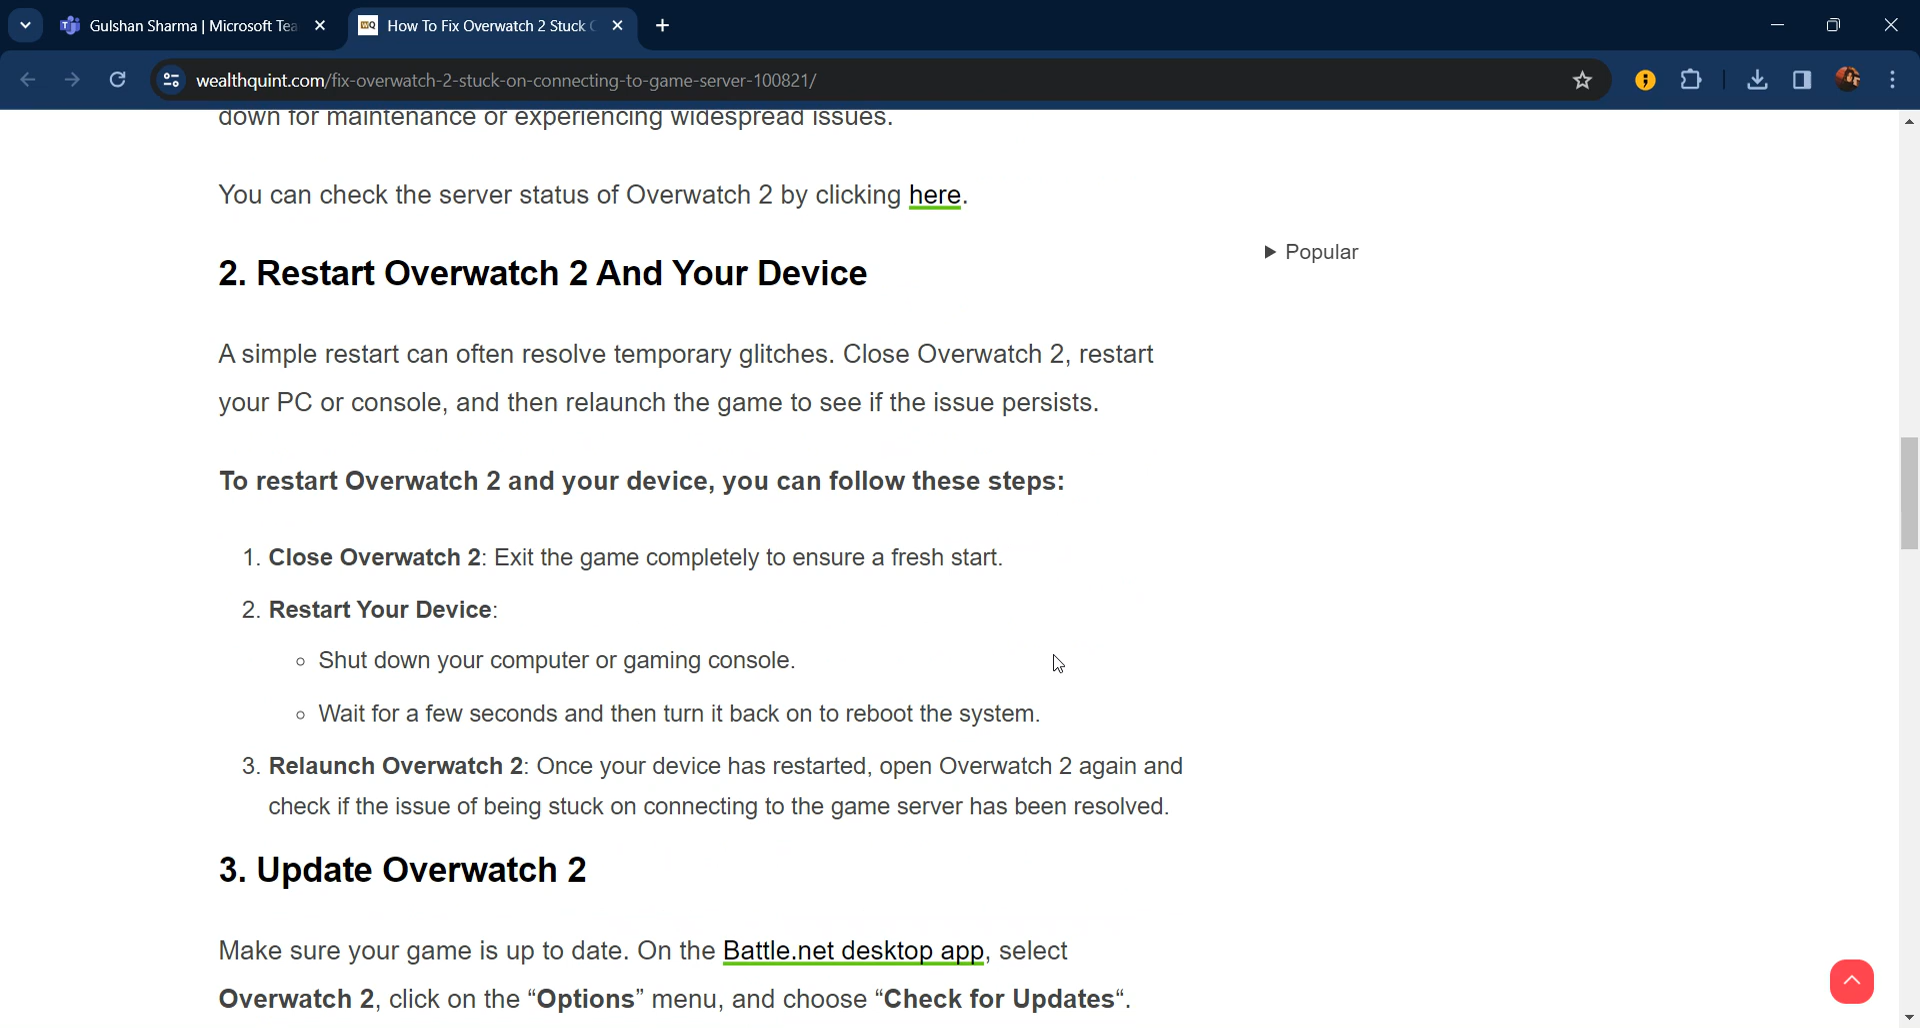 Gulshan Sharma | Microsoft Tea
How To Fix Overwatch 2 Stuck
wealthquint.com/fix-overwatch-2-stuck-on-connecting-to-game-server-100821/
down for maintenance or experiencing widespread issues.
You can check the server status of Overwatch 2 by clicking here.
▶ Popular
2. Restart Overwatch 2 And Your Device
A simple restart can often resolve temporary glitches. Close Overwatch 2, restart
your PC or console, and then relaunch the game to see if the issue persists.
To restart Overwatch 2 and your device, you can follow these steps:
1. Close Overwatch 2: Exit the game completely to ensure a fresh start.
2. Restart Your Device:
◦ Shut down your computer or gaming console.
◦ Wait for a few seconds and then turn it back on to reboot the system.
3. Relaunch Overwatch 2: Once your device has restarted, open Overwatch 2 again and
check if the issue of being stuck on connecting to the game server has been resolved.
3. Update Overwatch 2
Make sure your game is up to date. On the Battle.net desktop app, select
Overwatch 2, click on the “Options” menu, and choose “Check for Updates“.